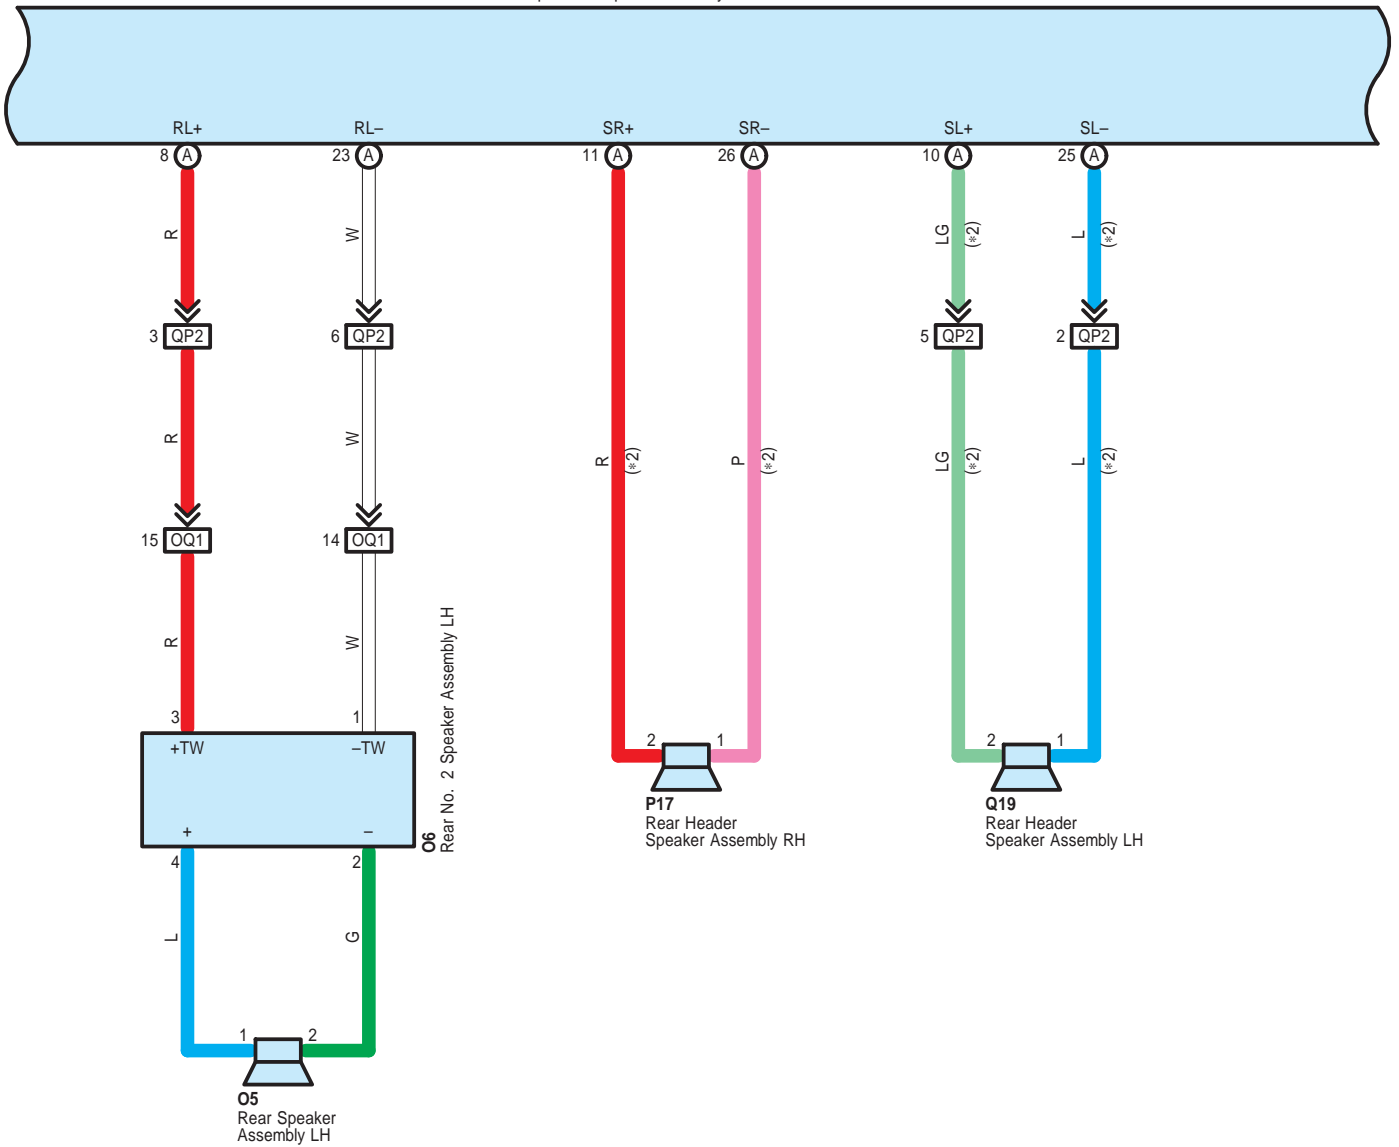 RL+ RL– SR+ SR– SL+ SL–
8 A 23 A 11 A 26 A 10 A 25 A
R W LG (*2) L (*2)
3 QP2 6 QP2 5 QP2 2 QP2
R W R (*2) P (*2) LG (*2) L (*2)
15 OQ1 14 OQ1
R W
3 1
+TW –TW
+ –
4 2
O6
Rear No. 2 Speaker Assembly LH
2 1
P17
Rear Header
Speaker Assembly RH
2 1
Q19
Rear Header
Speaker Assembly LH
L G
1 2
O5
Rear Speaker
Assembly LH